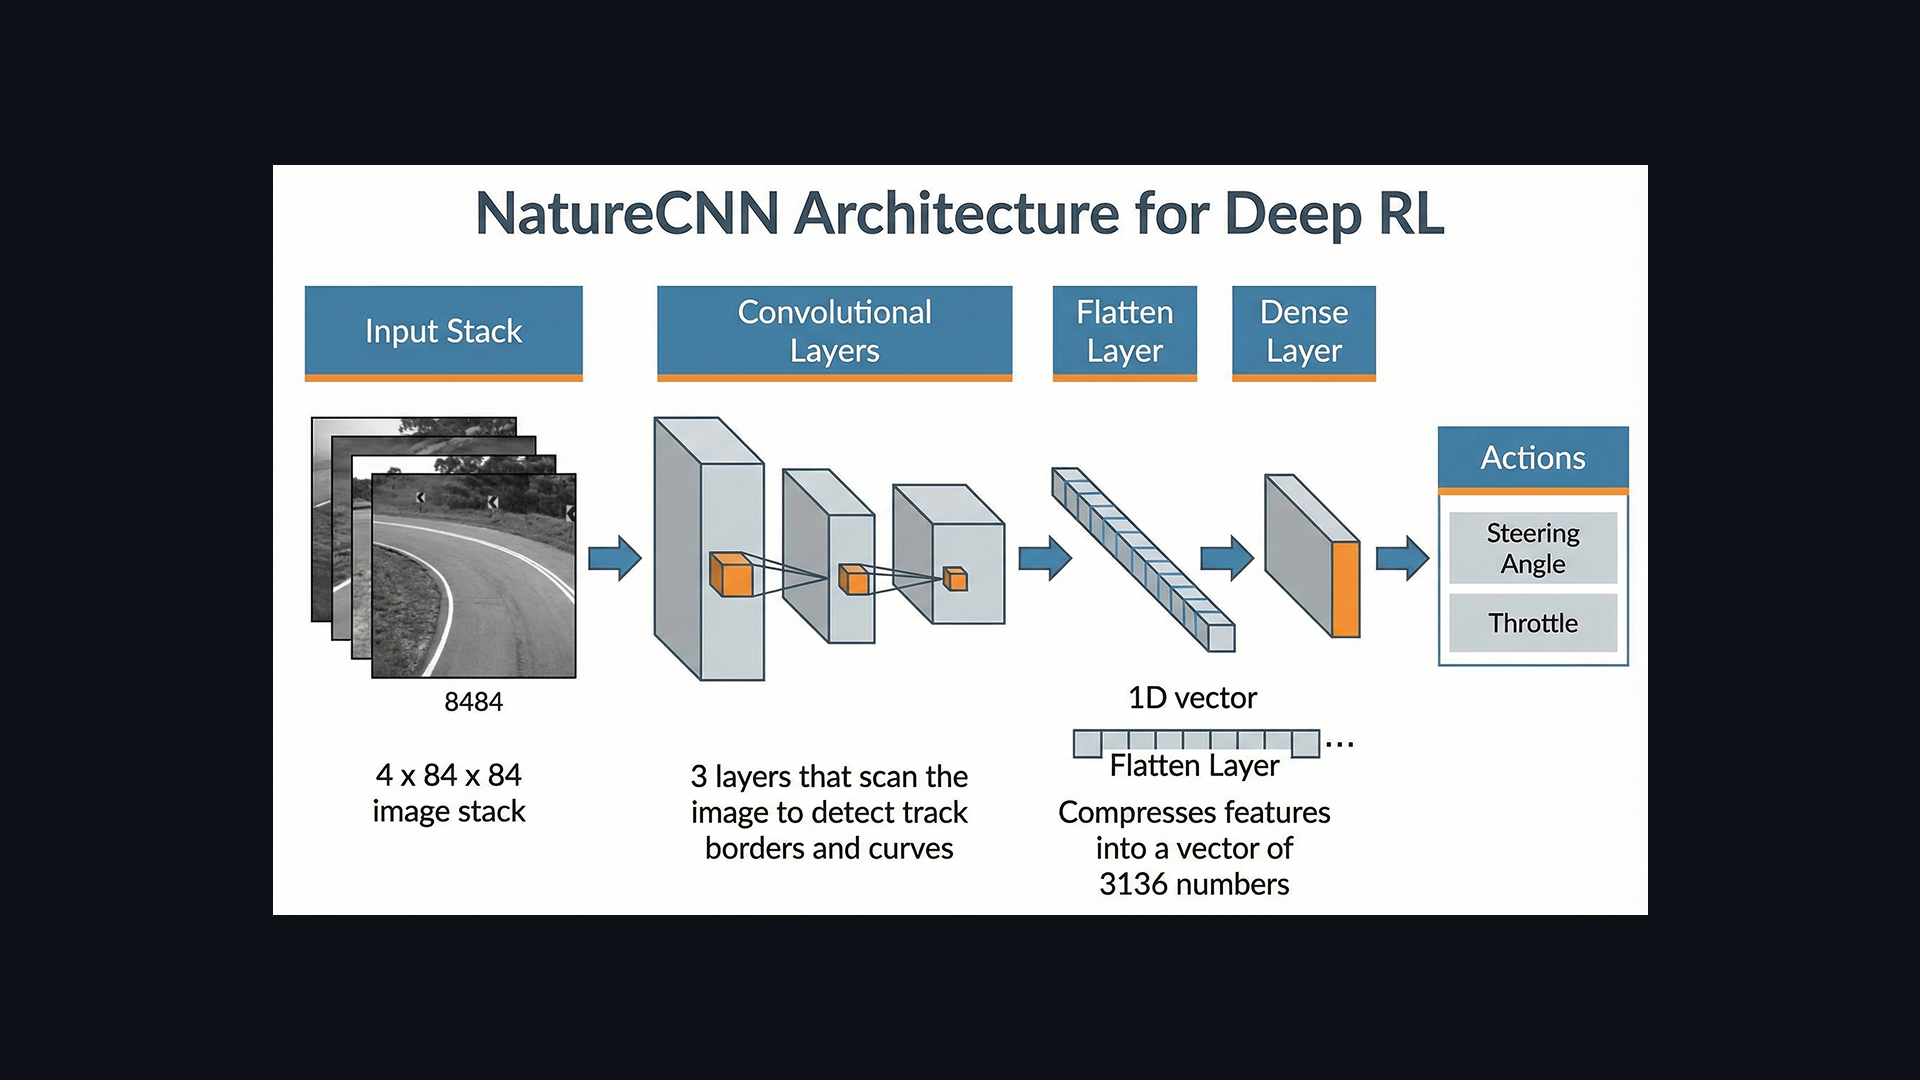 NatureCNN Architecture for Deep RL
Input Stack
Convolutional
Layers
Flatten
Layer
Dense
Layer
Actions
Steering
Angle
Throttle
8484
4 x 84 x 84
image stack
3 layers that scan the
image to detect track
borders and curves
1D vector
...
Flatten Layer
Compresses features
into a vector of
3136 numbers